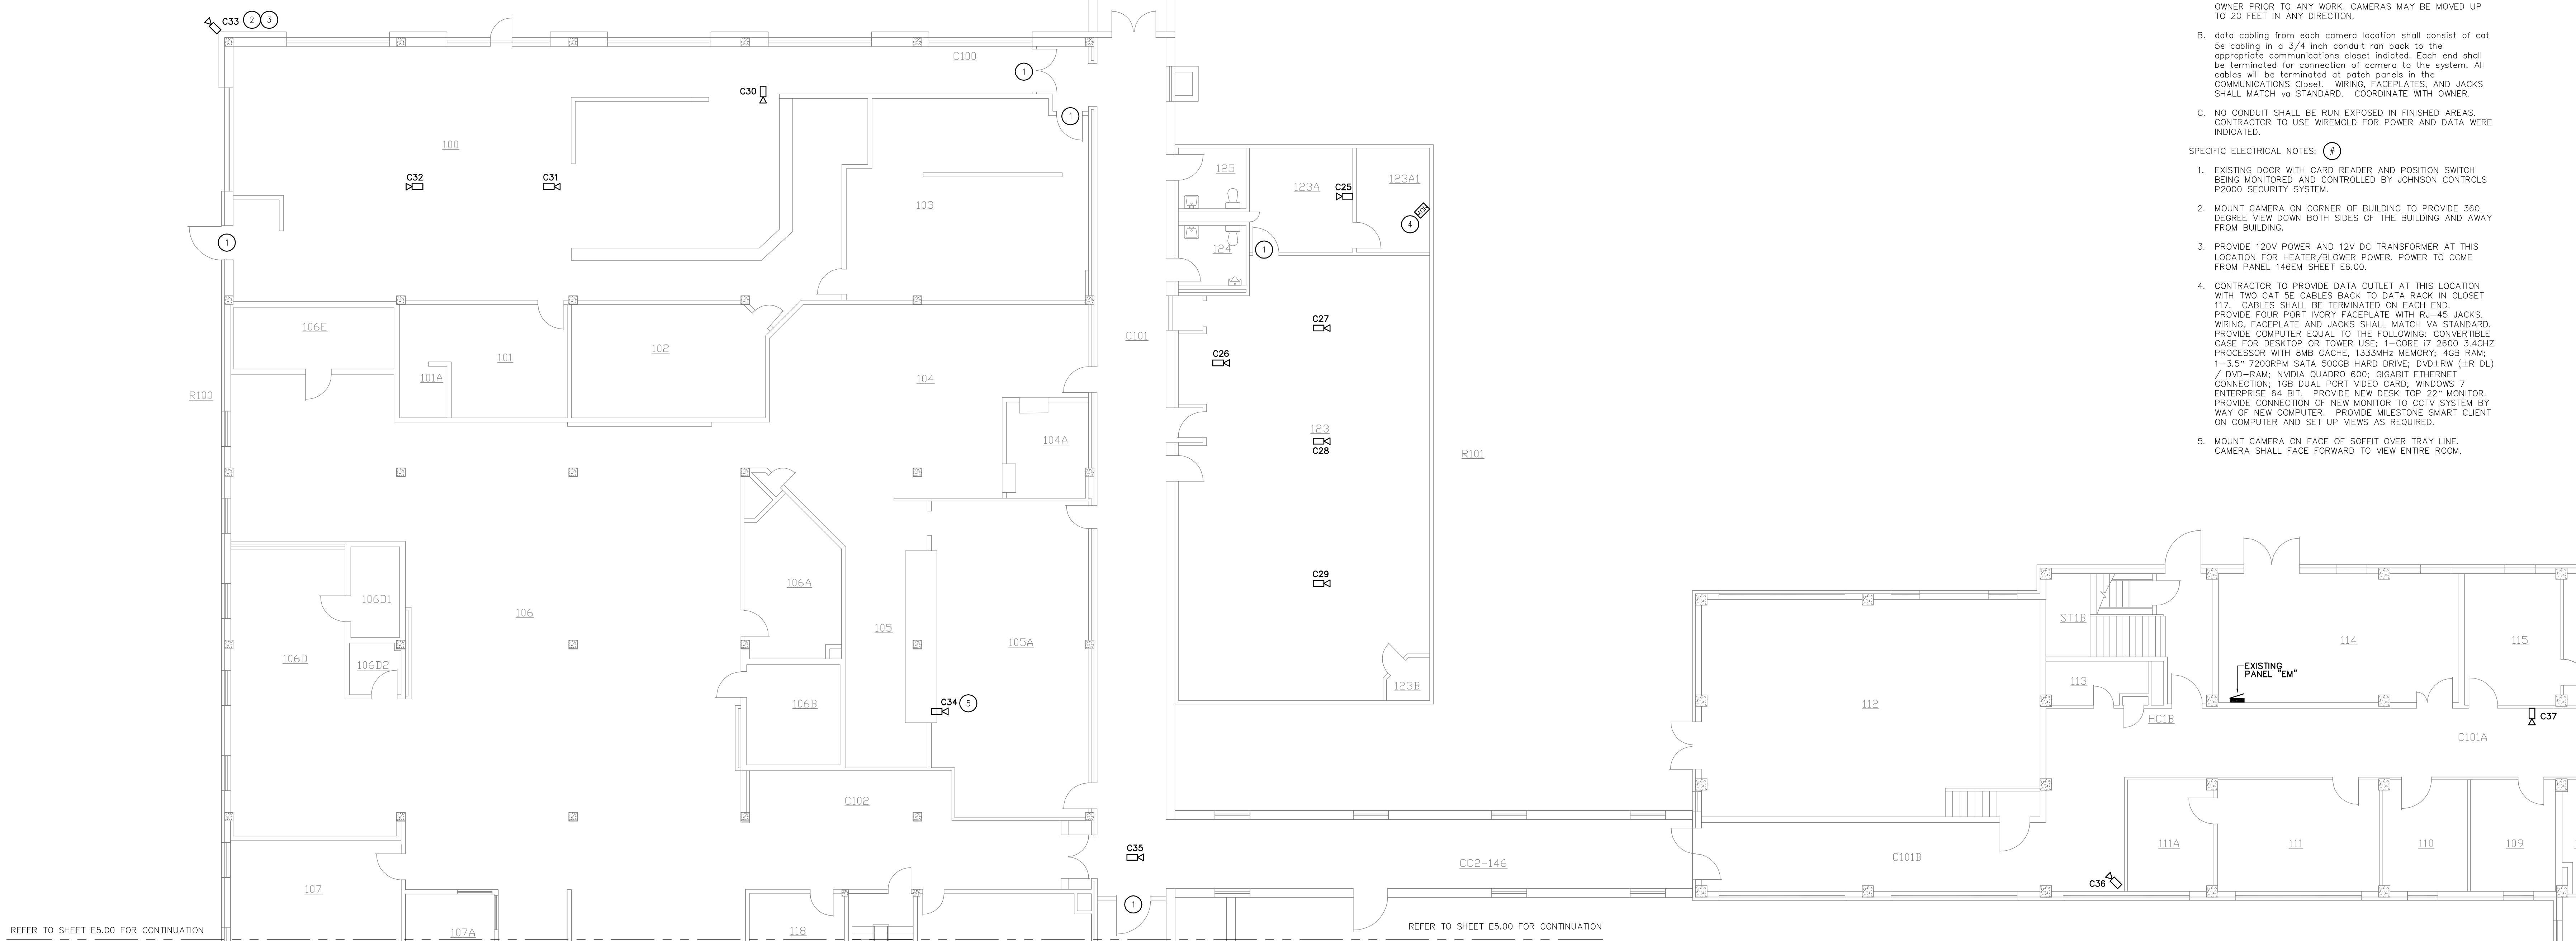 C33 2 3
C100
1
C30
1
100
C32
C31
103
125
123A
C25
123A1
MON
4
124
1
1
C27
C26
C101
106E
101
102
101A
104
R100
104A
123
C28
R101
106A
C29
106D1
106
105
105A
106D
106D2
123B
106B
C34 5
C102
C35
CC2-146
107
1
118
107A
REFER TO SHEET E5.00 FOR CONTINUATION
REFER TO SHEET E5.00 FOR CONTINUATION
ST1B
114
115
EXISTING
PANEL "EM"
113
112
HC1B
C37
C101A
111A
111
110
109
C101B
C36
OWNER PRIOR TO ANY WORK. CAMERAS MAY BE MOVED UP
TO 20 FEET IN ANY DIRECTION.
B. data cabling from each camera location shall consist of cat
5e cabling in a 3/4 inch conduit ran back to the
appropriate communications closet indicted. Each end shall
be terminated for connection of camera to the system. All
cables will be terminated at patch panels in the
COMMUNICATIONS Closet. WIRING, FACEPLATES, AND JACKS
SHALL MATCH va STANDARD. COORDINATE WITH OWNER.
C. NO CONDUIT SHALL BE RUN EXPOSED IN FINISHED AREAS.
CONTRACTOR TO USE WIREMOLD FOR POWER AND DATA WERE
INDICATED.
SPECIFIC ELECTRICAL NOTES: #
1. EXISTING DOOR WITH CARD READER AND POSITION SWITCH
BEING MONITORED AND CONTROLLED BY JOHNSON CONTROLS
P2000 SECURITY SYSTEM.
2. MOUNT CAMERA ON CORNER OF BUILDING TO PROVIDE 360
DEGREE VIEW DOWN BOTH SIDES OF THE BUILDING AND AWAY
FROM BUILDING.
3. PROVIDE 120V POWER AND 12V DC TRANSFORMER AT THIS
LOCATION FOR HEATER/BLOWER POWER. POWER TO COME
FROM PANEL 146EM SHEET E6.00.
4. CONTRACTOR TO PROVIDE DATA OUTLET AT THIS LOCATION
WITH TWO CAT 5E CABLES BACK TO DATA RACK IN CLOSET
117. CABLES SHALL BE TERMINATED ON EACH END.
PROVIDE FOUR PORT IVORY FACEPLATE WITH RJ-45 JACKS.
WIRING, FACEPLATE AND JACKS SHALL MATCH VA STANDARD.
PROVIDE COMPUTER EQUAL TO THE FOLLOWING: CONVERTIBLE
CASE FOR DESKTOP OR TOWER USE; 1-CORE i7 2600 3.4GHZ
PROCESSOR WITH 8MB CACHE, 1333MHz MEMORY; 4GB RAM;
1-3.5" 7200RPM SATA 500GB HARD DRIVE; DVD±RW (±R DL)
/ DVD-RAM; NVIDIA QUADRO 600; GIGABIT ETHERNET
CONNECTION; 1GB DUAL PORT VIDEO CARD; WINDOWS 7
ENTERPRISE 64 BIT. PROVIDE NEW DESK TOP 22" MONITOR.
PROVIDE CONNECTION OF NEW MONITOR TO CCTV SYSTEM BY
WAY OF NEW COMPUTER. PROVIDE MILESTONE SMART CLIENT
ON COMPUTER AND SET UP VIEWS AS REQUIRED.
5. MOUNT CAMERA ON FACE OF SOFFIT OVER TRAY LINE.
CAMERA SHALL FACE FORWARD TO VIEW ENTIRE ROOM.